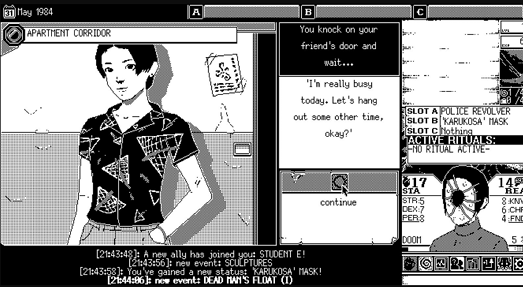 May 1984
A
B
C
APARTMENT CORRIDOR
You knock on your
friend's door and
wait...
'I'm really busy
today. Let's hang
out some other time,
okay?'
continue
SLOT A POLICE REVOLVER
SLOT B 'KARUKOSA' MASK
SLOT C Nothing
ACTIVE RITUALS:
-NO RITUAL ACTIVE-
17
14
STA
REA
STR:5
DEX:7
PER:8
8:KN
6:CH
4:FN
DOOM
[21:43:48]: A new ally has joined you: STUDENT E!
[21:43:56]: new event: SCULPTURES
[21:43:58]: You've gained a new status: 'KARUKOSA' MASK!
[21:44:06]: new event: DEAD MAN'S FLOAT (I)